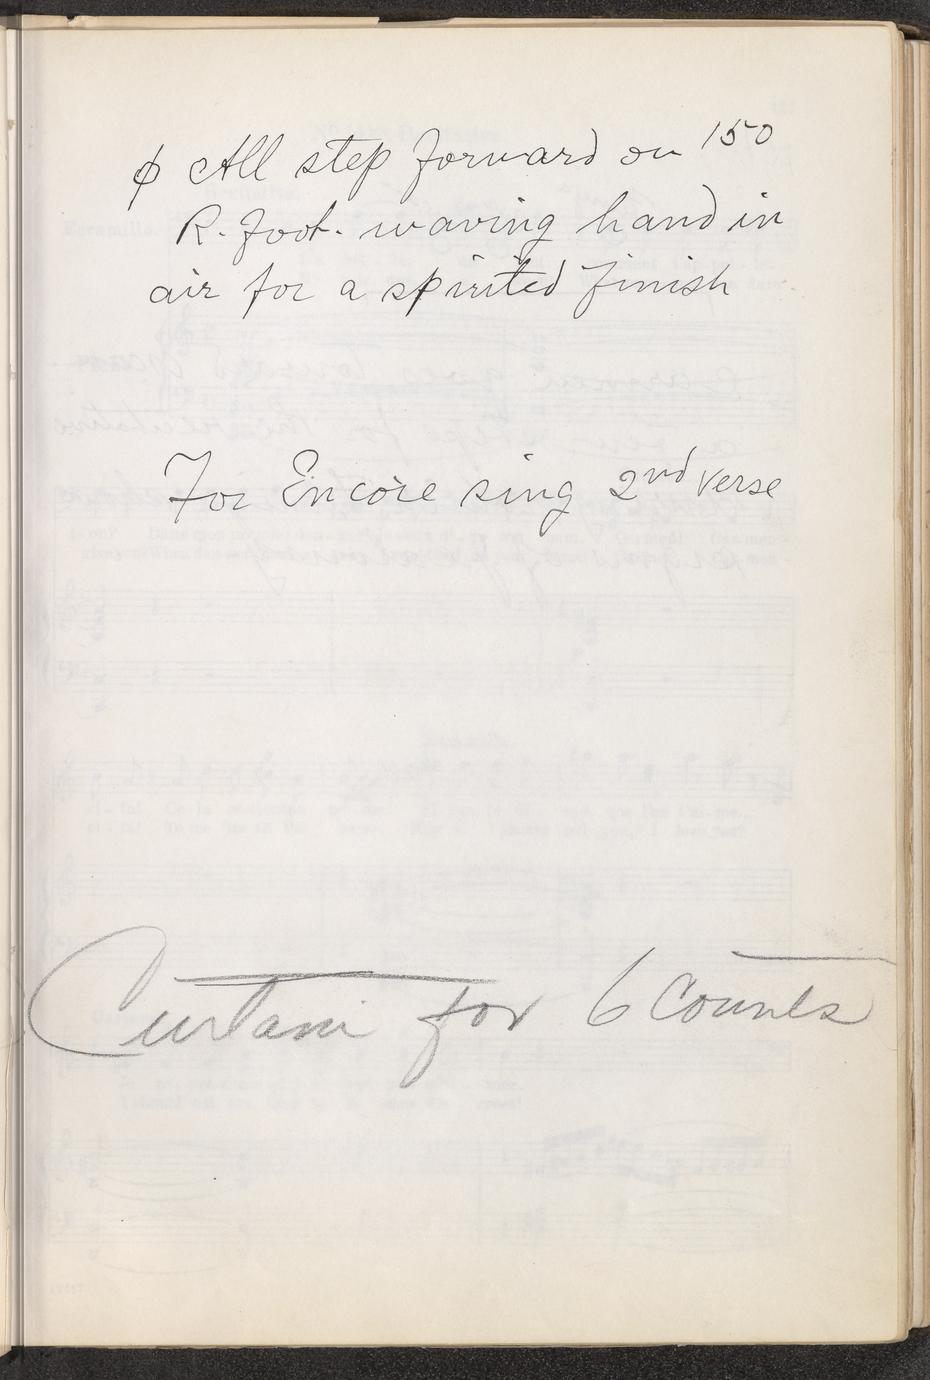 ϕ All step forward on 150
R. foot. waving hand in
air for a spirited finish
For Encore sing 2nd verse
Curtain for 6 Counts